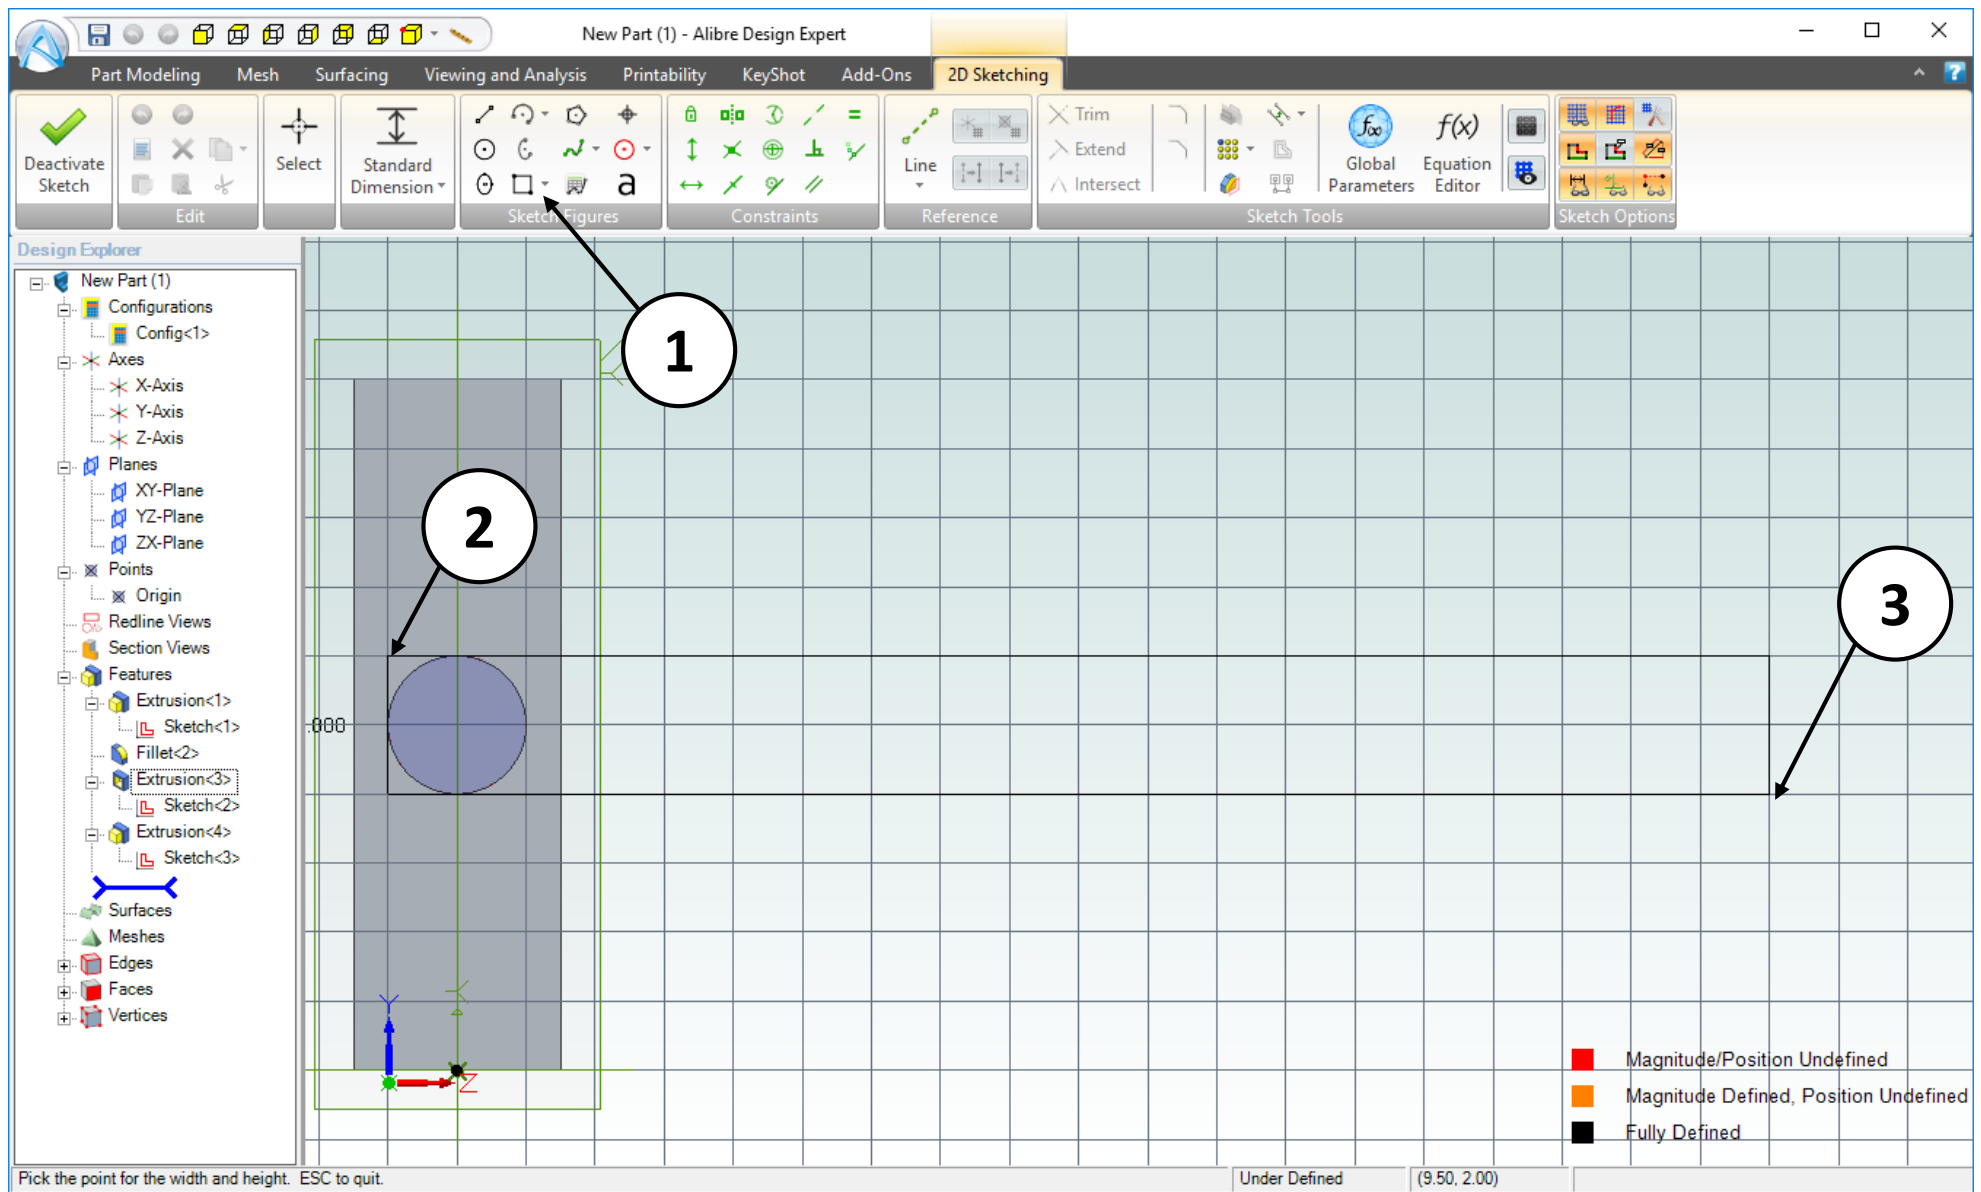 New Part (1) - Alibre Design Expert
Part Modeling Mesh Surfacing Viewing and Analysis Printability KeyShot Add-Ons 2D Sketching
Deactivate Sketch
Edit
Select
Standard Dimension
a
Sketch Figures
Constraints
Line
Reference
Trim
Extend
Intersect
f∞
Global Parameters
f(x)
Equation Editor
Sketch Tools
Sketch Options
Design Explorer
New Part (1)
Configurations
Config<1>
Axes
X-Axis
Y-Axis
Z-Axis
Planes
XY-Plane
YZ-Plane
ZX-Plane
Points
Origin
Redline Views
Section Views
Features
Extrusion<1>
Sketch<1>
Fillet<2>
Extrusion<3>
Sketch<2>
Extrusion<4>
Sketch<3>
Surfaces
Meshes
Edges
Faces
Vertices
1
2
3
.000
Y
Z
Magnitude/Position Undefined
Magnitude Defined, Position Undefined
Fully Defined
Pick the point for the width and height. ESC to quit.
Under Defined
(9.50, 2.00)